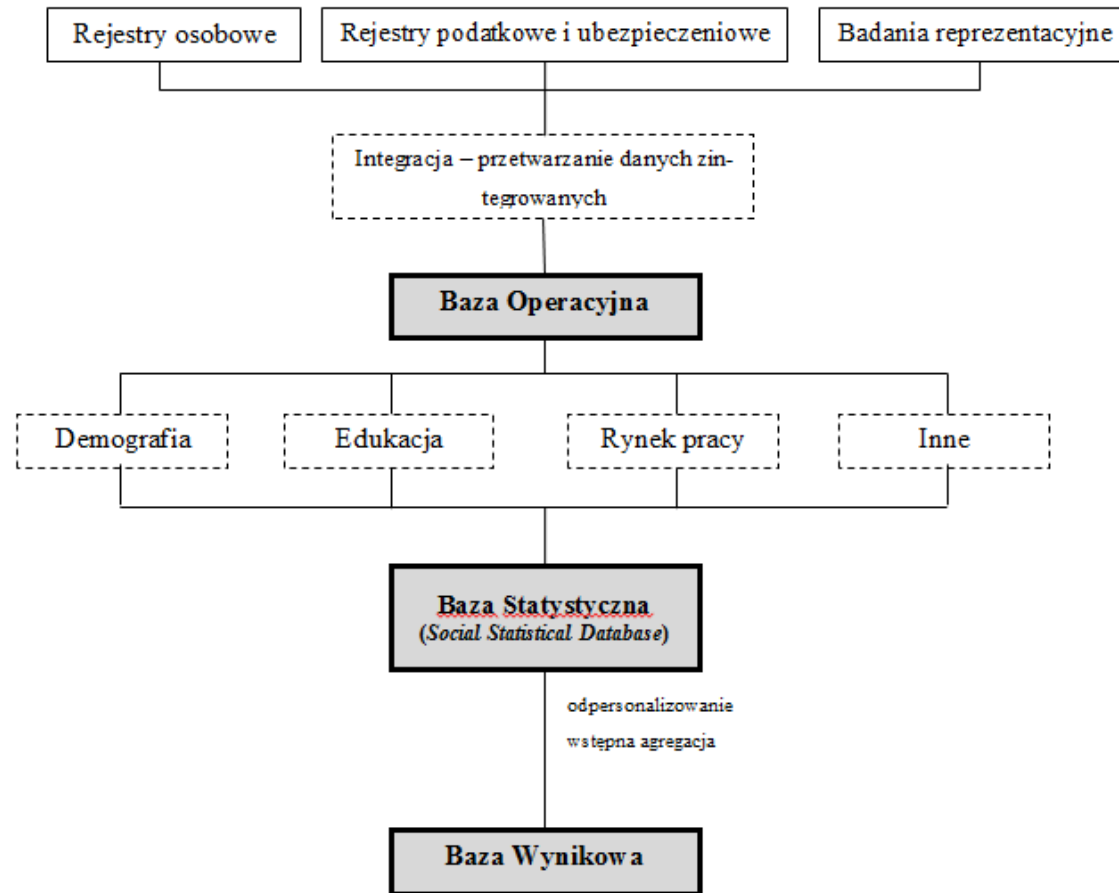 Rejestry osobowe
Rejestry podatkowe i ubezpieczeniowe
Badania reprezentacyjne
Integracja – przetwarzanie danych zin-
tegrowanych
Baza Operacyjna
Demografia
Edukacja
Rynek pracy
Inne
Baza Statystyczna
(Social Statistical Database)
odpersonalizowanie
wstępna agregacja
Baza Wynikowa